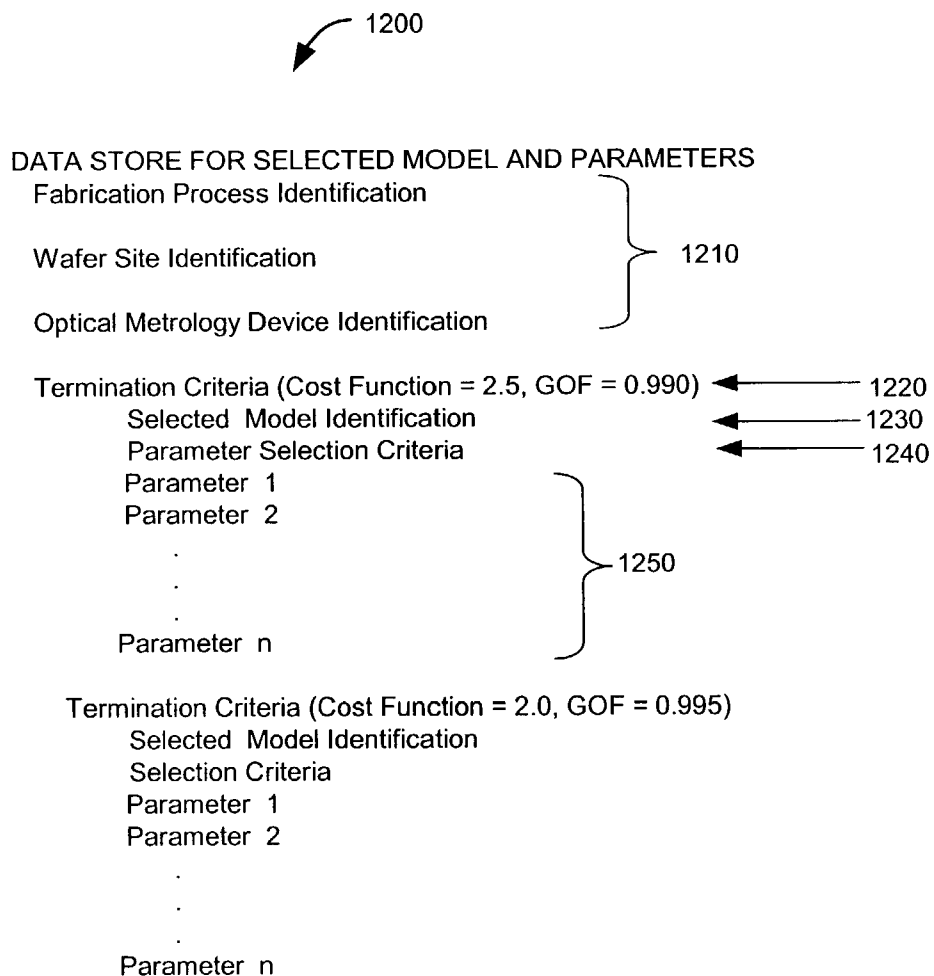 1200
DATA STORE FOR SELECTED MODEL AND PARAMETERS
Fabrication Process Identification
Wafer Site Identification
1210
Optical Metrology Device Identification
Termination Criteria (Cost Function = 2.5, GOF = 0.990)
1220
Selected Model Identification
1230
Parameter Selection Criteria
1240
Parameter 1
Parameter 2
.
1250
.
.
Parameter n
Termination Criteria (Cost Function = 2.0, GOF = 0.995)
Selected Model Identification
Selection Criteria
Parameter 1
Parameter 2
.
.
.
Parameter n